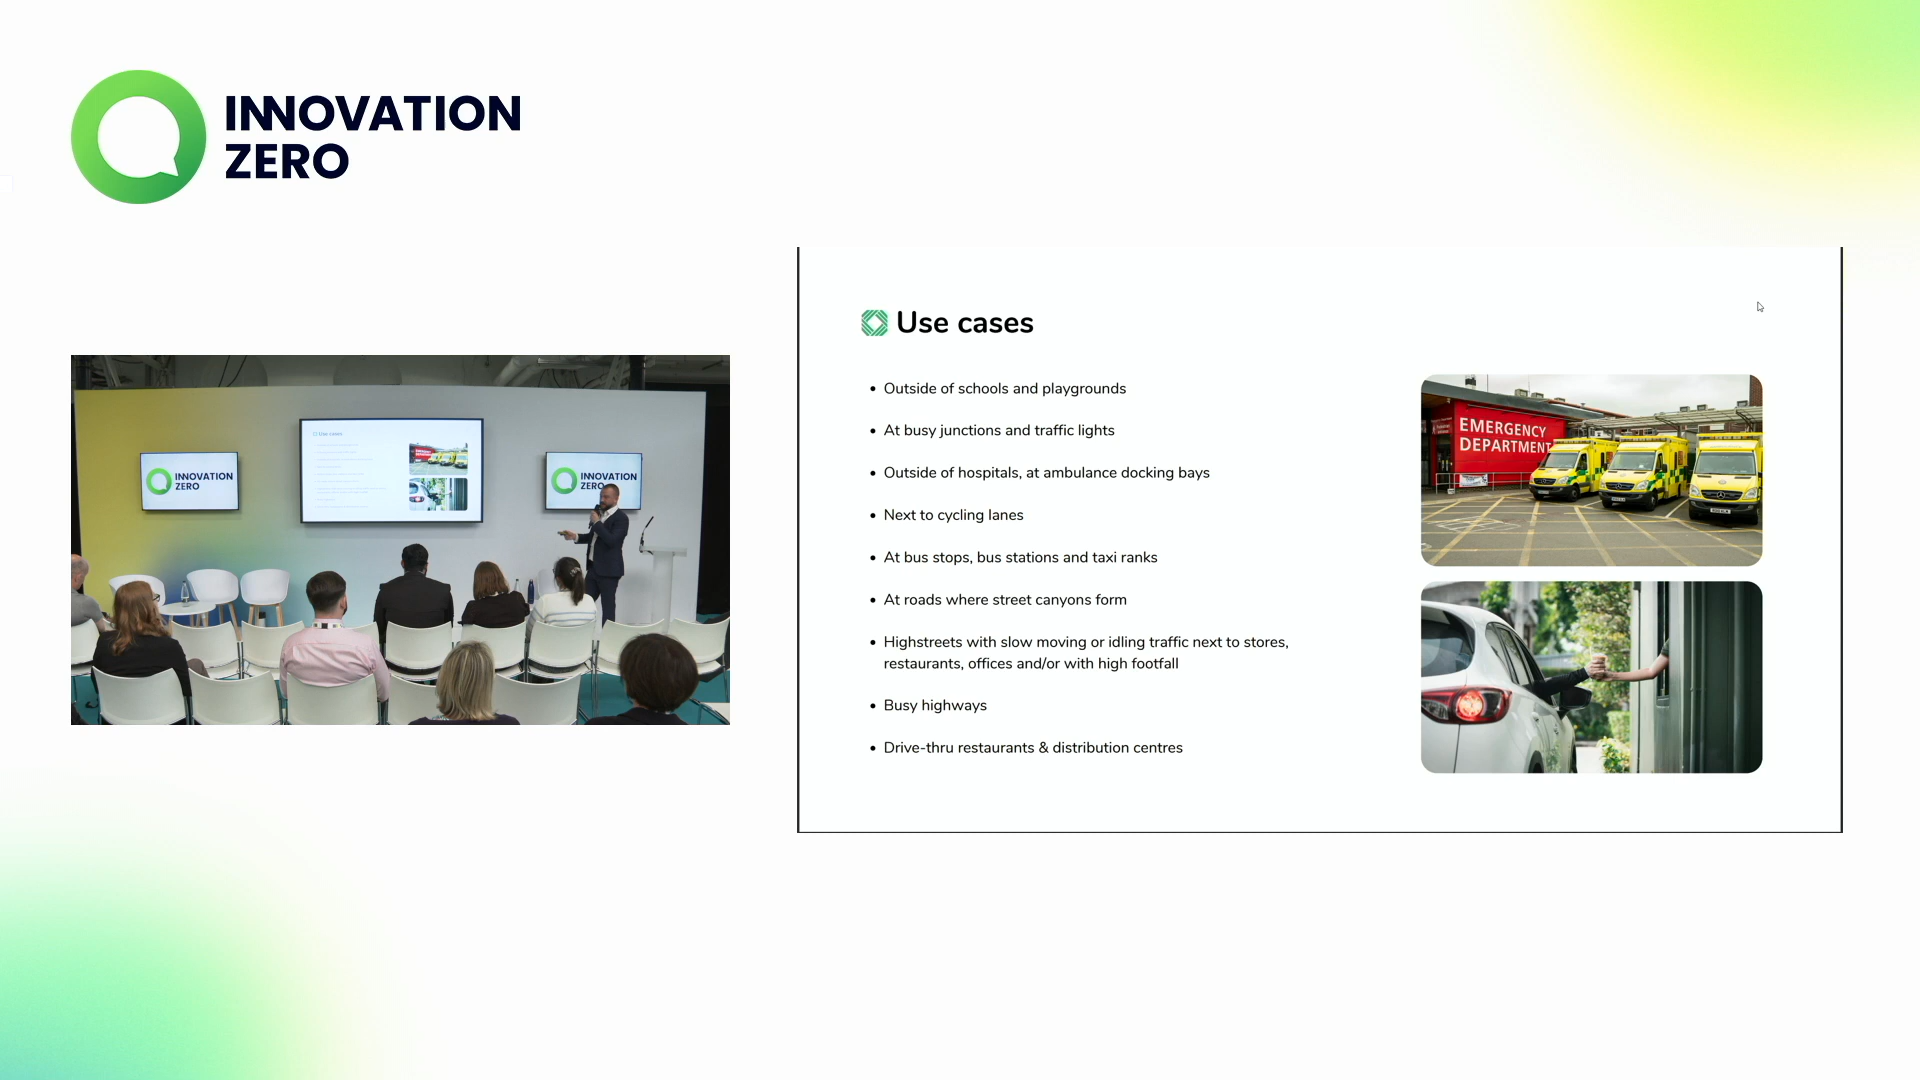 INNOVATION
ZERO
Use cases
• Outside of schools and playgrounds
• At busy junctions and traffic lights
• Outside of hospitals, at ambulance docking bays
• Next to cycling lanes
• At bus stops, bus stations and taxi ranks
• At roads where street canyons form
• Highstreets with slow moving or idling traffic next to stores,
restaurants, offices and/or with high footfall
• Busy highways
• Drive-thru restaurants & distribution centres
EMERGENCY
DEPARTMENT
INNOVATION
ZERO
Use cases
EMERGENCY
INNOVATION
ZERO